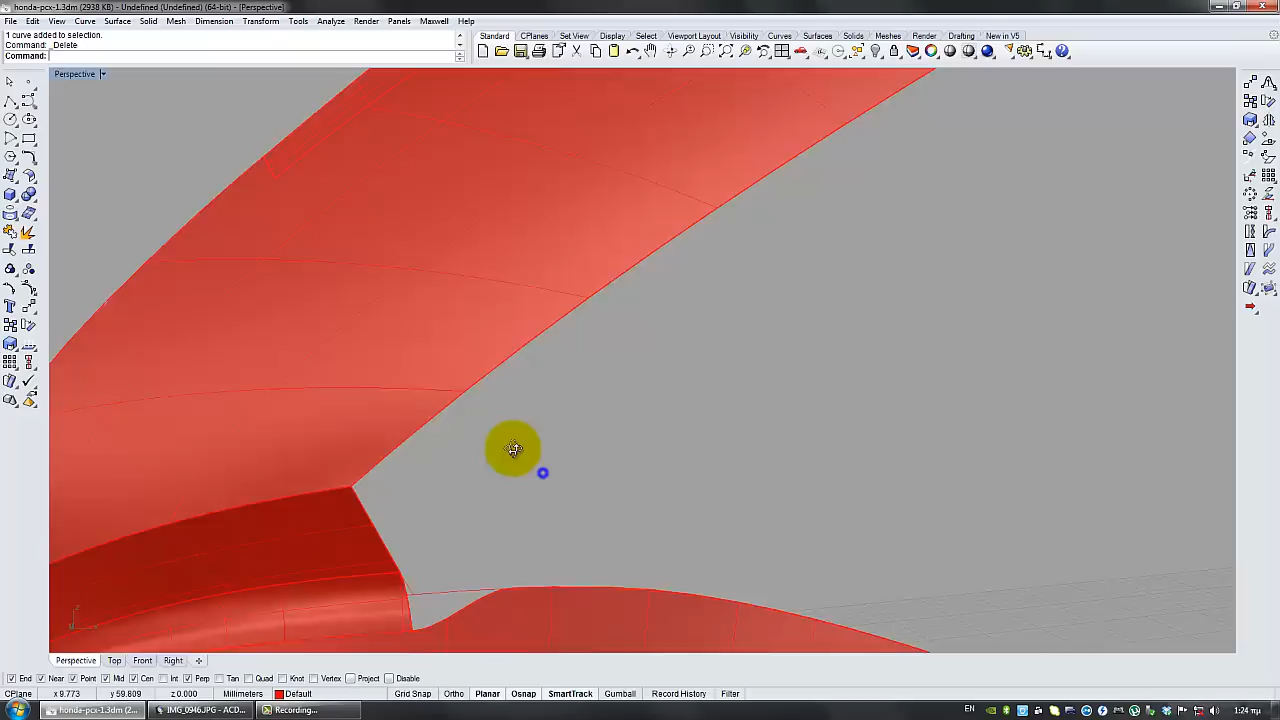 honda-pcx-1.3dm (2938 KB) - Undefined (Undefined) (64-bit) - [Perspective]
File Edit View Curve Surface Solid Mesh Dimension Transform Tools Analyze Render Panels Maxwell Help
1 curve added to selection.
Command: _Delete
Command:
Standard CPlanes Set View Display Select Viewport Layout Visibility Curves Surfaces Solids Meshes Render Drafting New in V5
Perspective
Perspective Top Front Right
End Near Point Mid Cen Int Perp Tan Quad Knot Vertex Project Disable
CPlane x 9.773 y 59.809 z 0.000 Millimeters Default Grid Snap Ortho Planar Osnap SmartTrack Gumball Record History Filter
honda-pcx-1.3dm (2... IMG_0946.JPG - ACD... Recording... EN 1:24 πμ